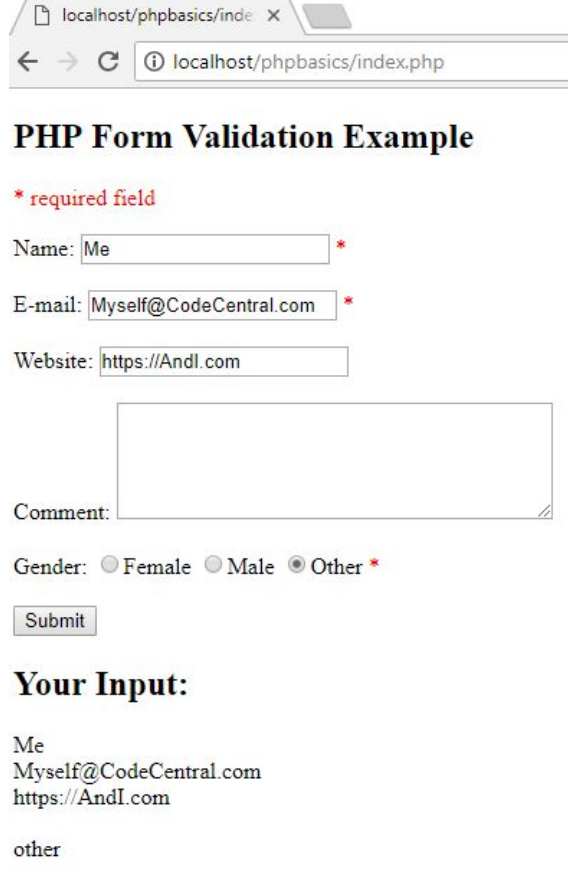 localhost/phpbasics/inde
localhost/phpbasics/index.php
PHP Form Validation Example
* required field
Name: Me *
E-mail: Myself@CodeCentral.com *
Website: https://AndI.com
Comment:
Gender: Female Male Other *
Submit
Your Input:
Me
Myself@CodeCentral.com
https://AndI.com
other